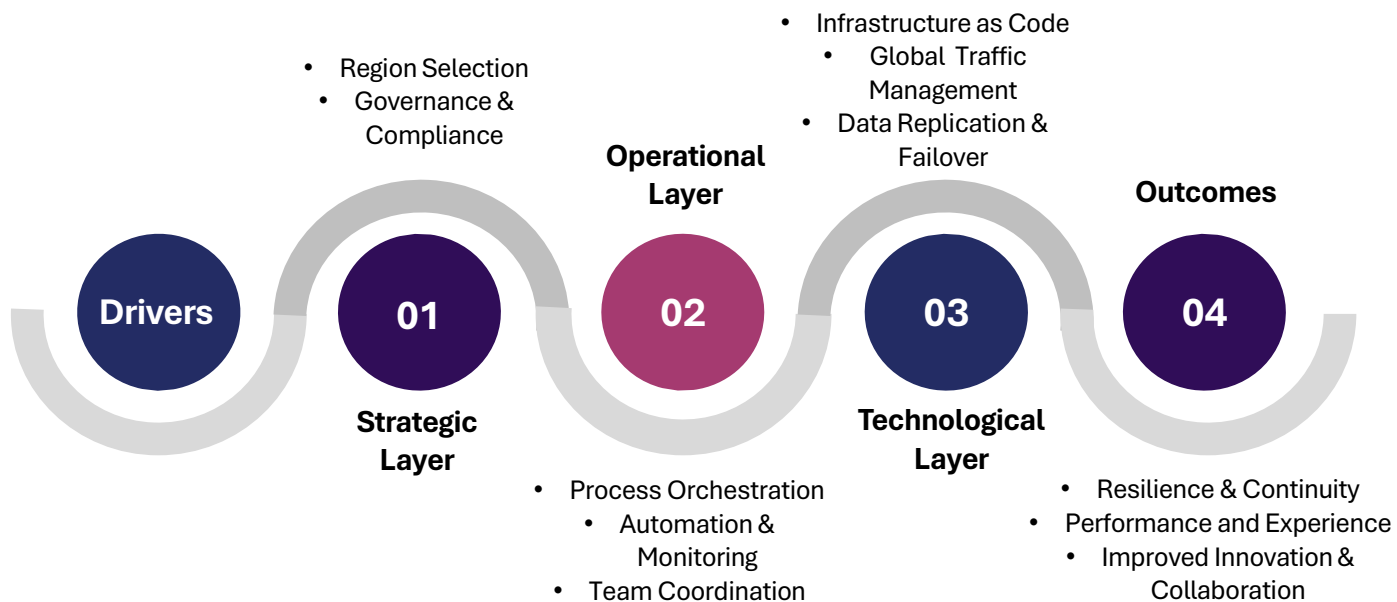 • Region Selection
• Governance &
Compliance
• Infrastructure as Code
• Global Traffic
Management
• Data Replication &
Failover
Operational
Layer
Outcomes
Drivers
01
02
03
04
Strategic
Layer
Technological
Layer
• Process Orchestration
• Automation &
Monitoring
• Team Coordination
• Resilience & Continuity
• Performance and Experience
• Improved Innovation &
Collaboration